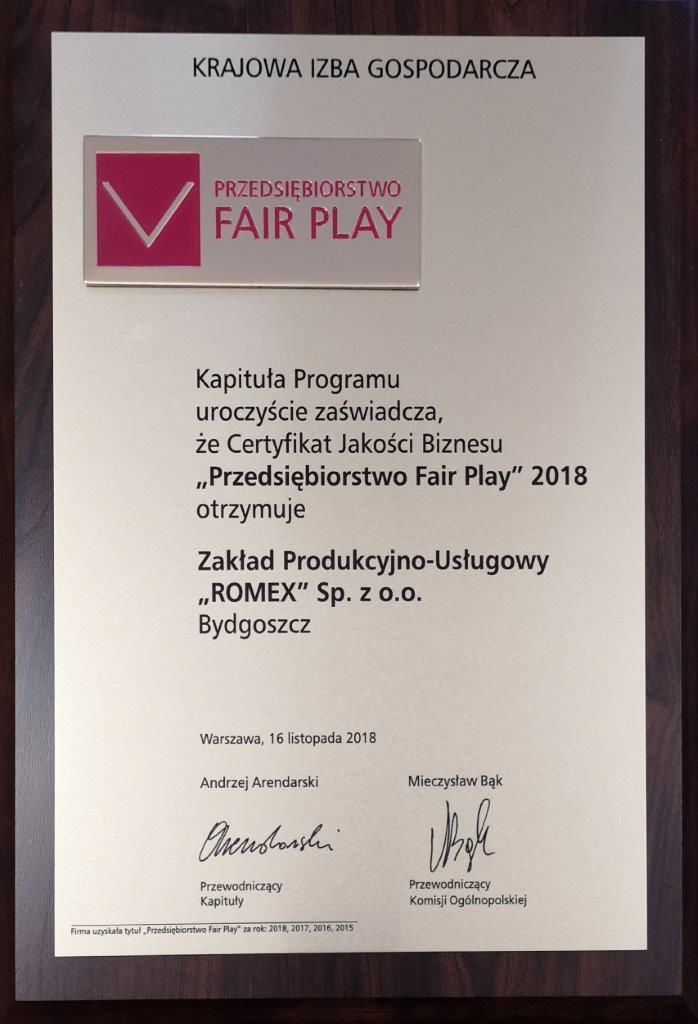 KRAJOWA IZBA GOSPODARCZA
PRZEDSIĘBIORSTWO
FAIR PLAY
Kapituła Programu
uroczyście zaświadcza,
że Certyfikat Jakości Biznesu
„Przedsiębiorstwo Fair Play” 2018
otrzymuje
Zakład Produkcyjno-Usługowy
„ROMEX” Sp. z o.o.
Bydgoszcz
Warszawa, 16 listopada 2018
Andrzej Arendarski
Mieczysław Bąk
Arendarski
MBąk
Przewodniczący
Kapituły
Przewodniczący
Komisji Ogólnopolskiej
Firma uzyskała tytuł „Przedsiębiorstwo Fair Play” za rok: 2018, 2017, 2016, 2015